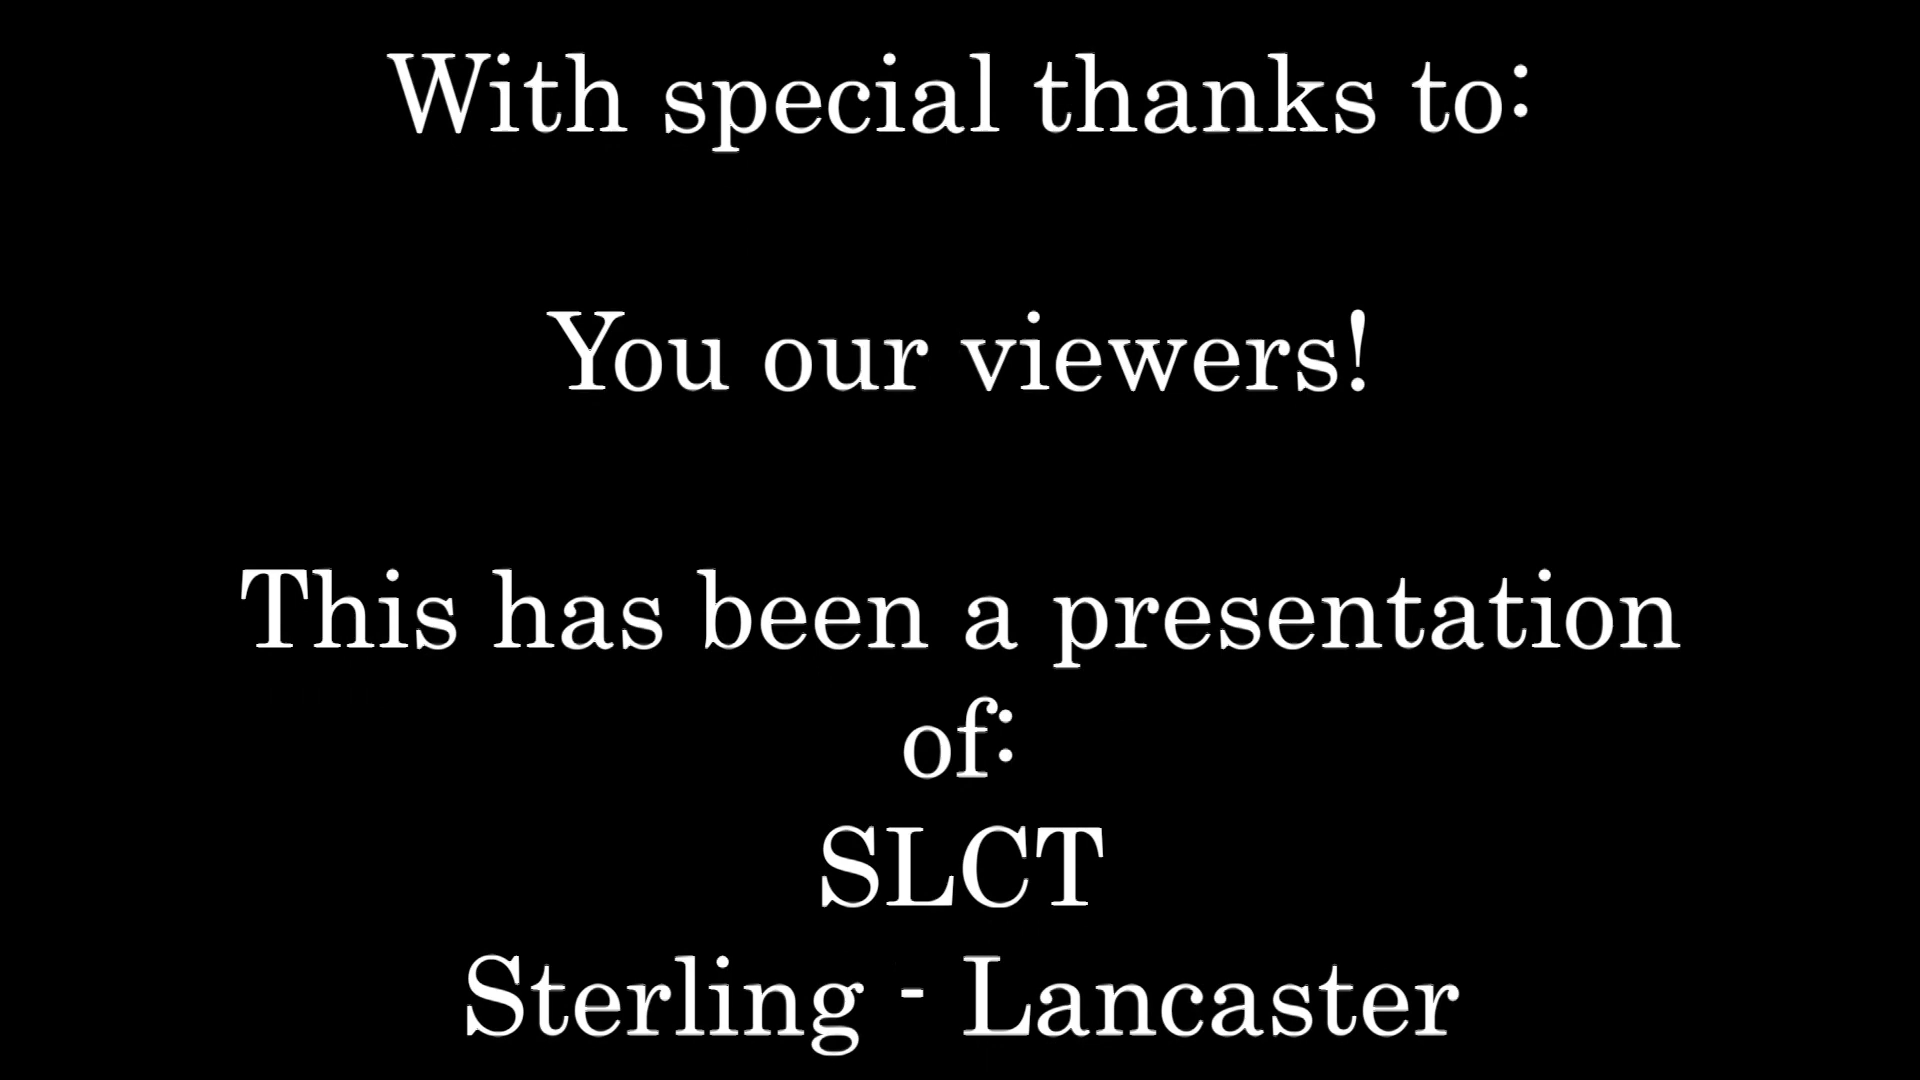 With special thanks to:
You our viewers!
This has been a presentation
of:
SLCT
Sterling - Lancaster